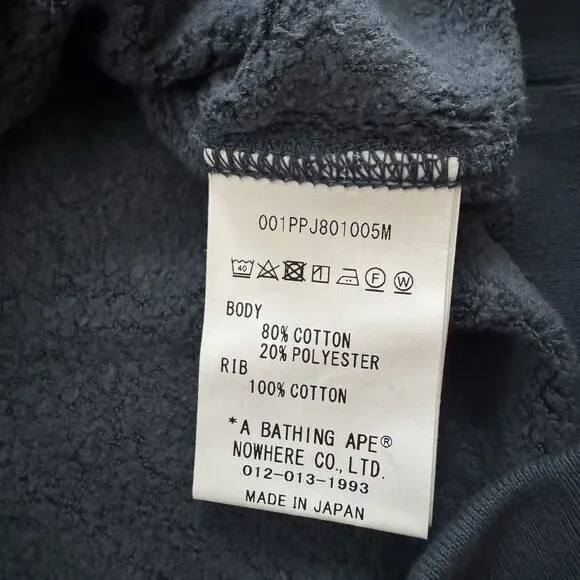 001PPJ801005M
40 F W
BODY
80% COTTON
20% POLYESTER
RIB
100% COTTON
*A BATHING APE®
NOWHERE CO., LTD.
012-013-1993
MADE IN JAPAN